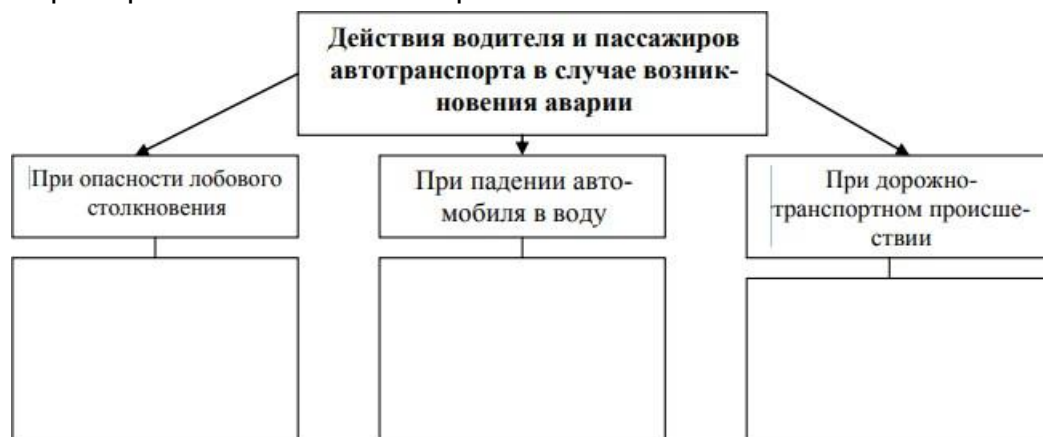 Действия водителя и пассажиров
автотранспорта в случае возник-
новения аварии
При опасности лобового
столкновения
При падении авто-
мобиля в воду
При дорожно-
транспортном происше-
ствии